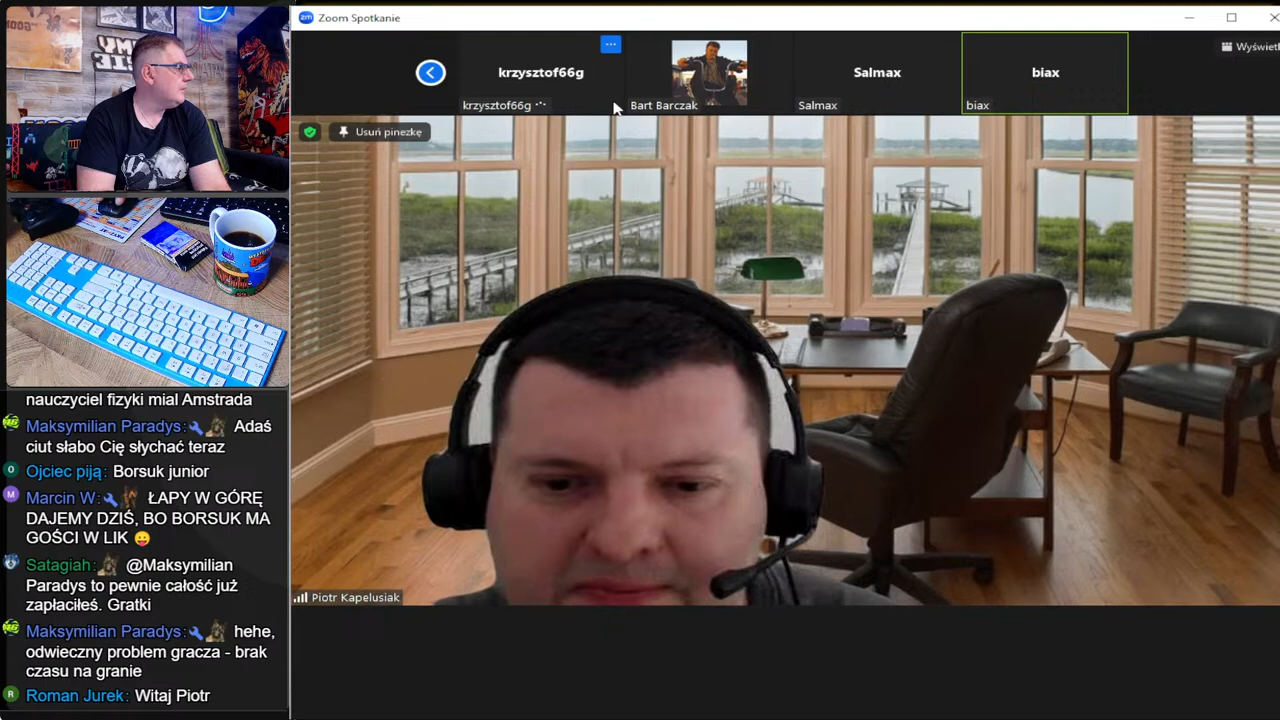 Zoom Spotkanie
krzysztof66g
Salmax
biax
krzysztof66g
Bart Barczak
Salmax
biax
Usuń pinezkę
nauczyciel fizyki mial Amstrada
Maksymilian Paradys: Adaś
ciut słabo Cię słychać teraz
Ojciec piją: Borsuk junior
Marcin W: ŁAPY W GÓRĘ
DAJEMY DZIŚ, BO BORSUK MA
GOŚCI W LIK
Satagiah: @Maksymilian
Paradys to pewnie całość już
zapłaciłeś. Gratki
Maksymilian Paradys: hehe,
odwieczny problem gracza - brak
czasu na granie
Roman Jurek: Witaj Piotr
Piotr Kapelusiak